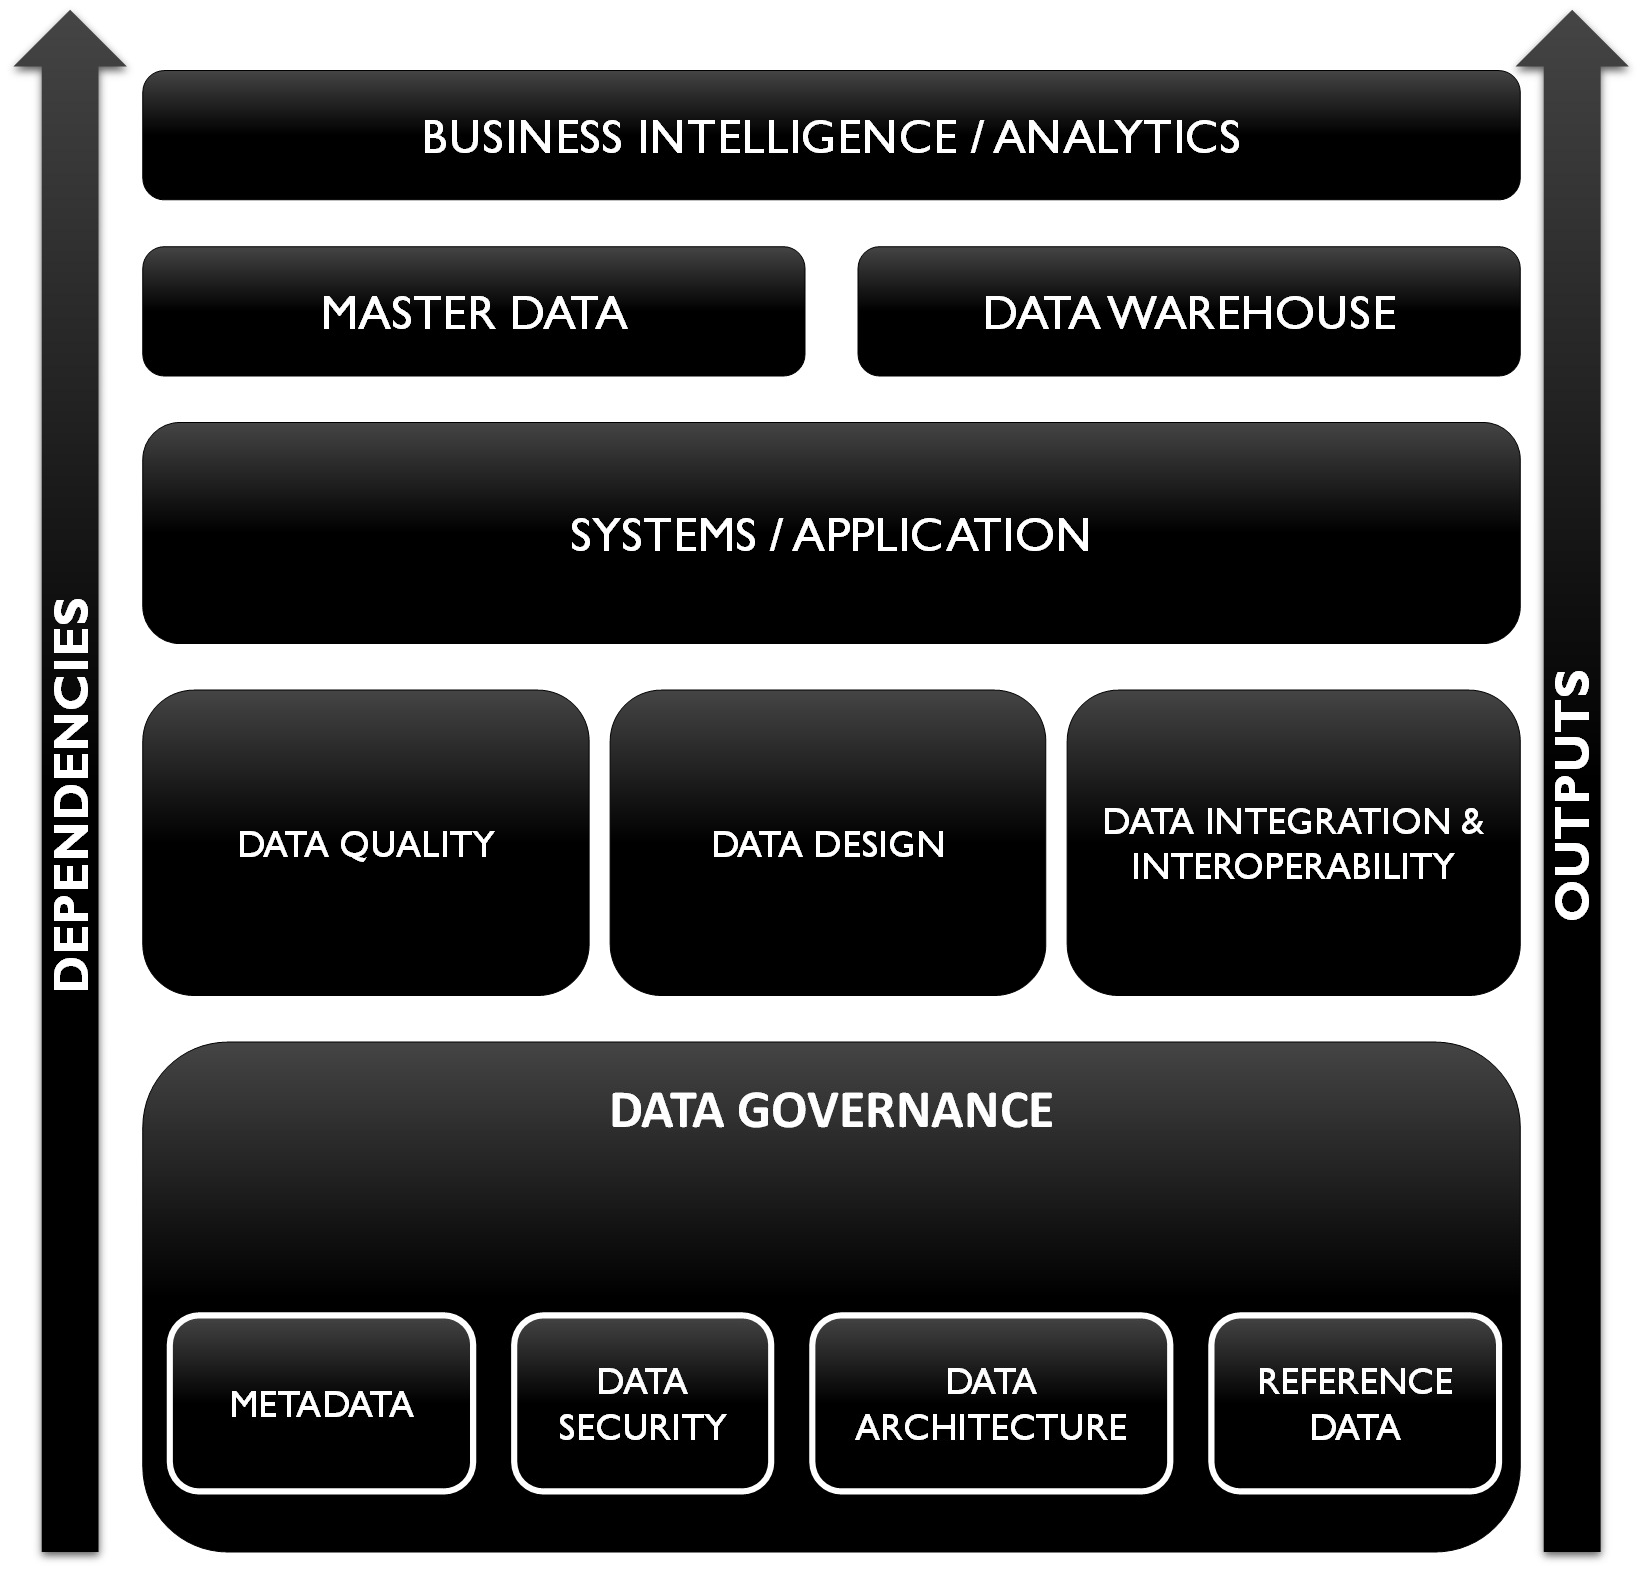 BUSINESS INTELLIGENCE / ANALYTICS
MASTER DATA
DATA WAREHOUSE
SYSTEMS / APPLICATION
DEPENDENCIES
OUTPUTS
DATA QUALITY
DATA DESIGN
DATA INTEGRATION &
INTEROPERABILITY
DATA GOVERNANCE
METADATA
DATA
SECURITY
DATA
ARCHITECTURE
REFERENCE
DATA